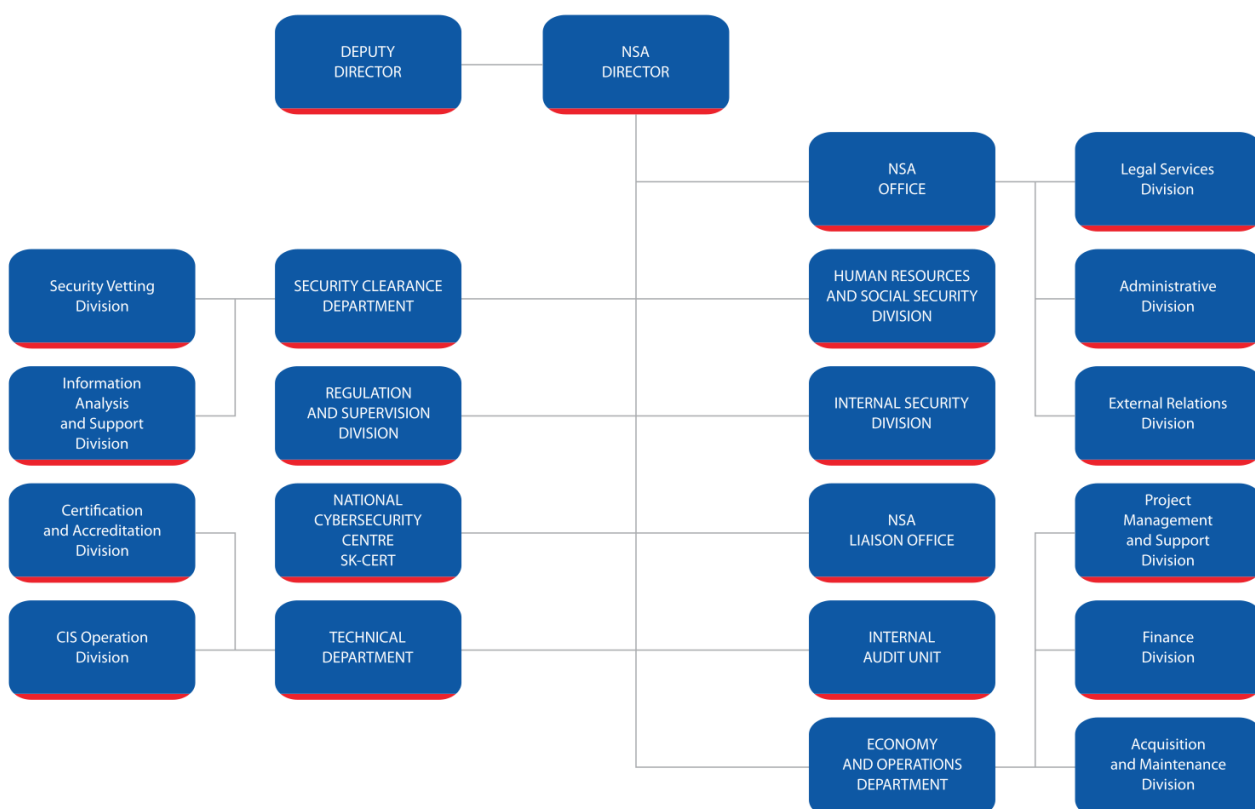 DEPUTY
DIRECTOR
NSA
DIRECTOR
NSA
OFFICE
Legal Services
Division
Security Vetting
Division
SECURITY CLEARANCE
DEPARTMENT
HUMAN RESOURCES
AND SOCIAL SECURITY
DIVISION
Administrative
Division
Information
Analysis
and Support
Division
REGULATION
AND SUPERVISION
DIVISION
INTERNAL SECURITY
DIVISION
External Relations
Division
Certification
and Accreditation
Division
NATIONAL
CYBERSECURITY
CENTRE
SK-CERT
NSA
LIAISON OFFICE
Project
Management
and Support
Division
CIS Operation
Division
TECHNICAL
DEPARTMENT
INTERNAL
AUDIT UNIT
Finance
Division
ECONOMY
AND OPERATIONS
DEPARTMENT
Acquisition
and Maintenance
Division